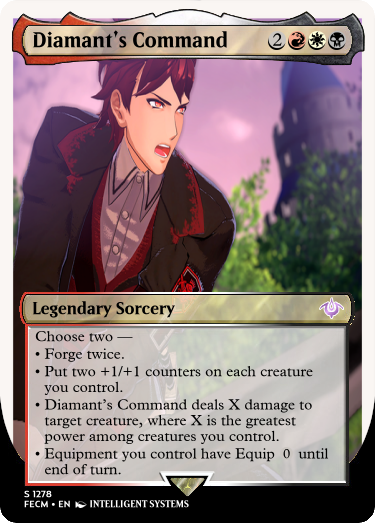 Diamant's Command 2
Legendary Sorcery
Choose two —
• Forge twice.
• Put two +1/+1 counters on each creature
you control.
• Diamant's Command deals X damage to
target creature, where X is the greatest
power among creatures you control.
• Equipment you control have Equip 0 until
end of turn.
S 1278
FECM • EN INTELLIGENT SYSTEMS